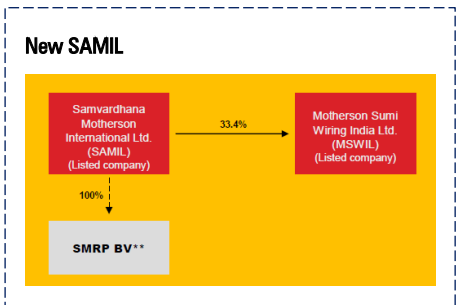 New SAMIL
Samvardhana
Motherson
International Ltd.
(SAMIL)
(Listed company)
33.4%
Motherson Sumi
Wiring India Ltd.
(MSWIL)
(Listed company)
100%
SMRP BV**